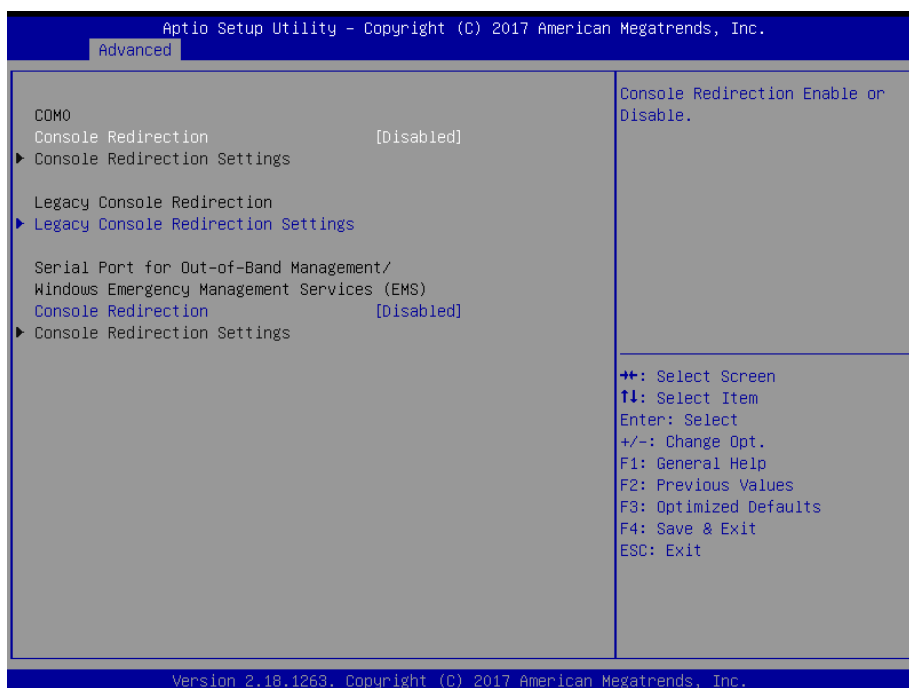 Aptio Setup Utility – Copyright (C) 2017 American Megatrends, Inc.
Advanced
COM0
Console Redirection [Disabled]
▶ Console Redirection Settings
Legacy Console Redirection
▶ Legacy Console Redirection Settings
Serial Port for Out-of-Band Management/
Windows Emergency Management Services (EMS)
Console Redirection [Disabled]
▶ Console Redirection Settings
Console Redirection Enable or
Disable.
→←: Select Screen
↑↓: Select Item
Enter: Select
+/-: Change Opt.
F1: General Help
F2: Previous Values
F3: Optimized Defaults
F4: Save & Exit
ESC: Exit
Version 2.18.1263. Copyright (C) 2017 American Megatrends, Inc.